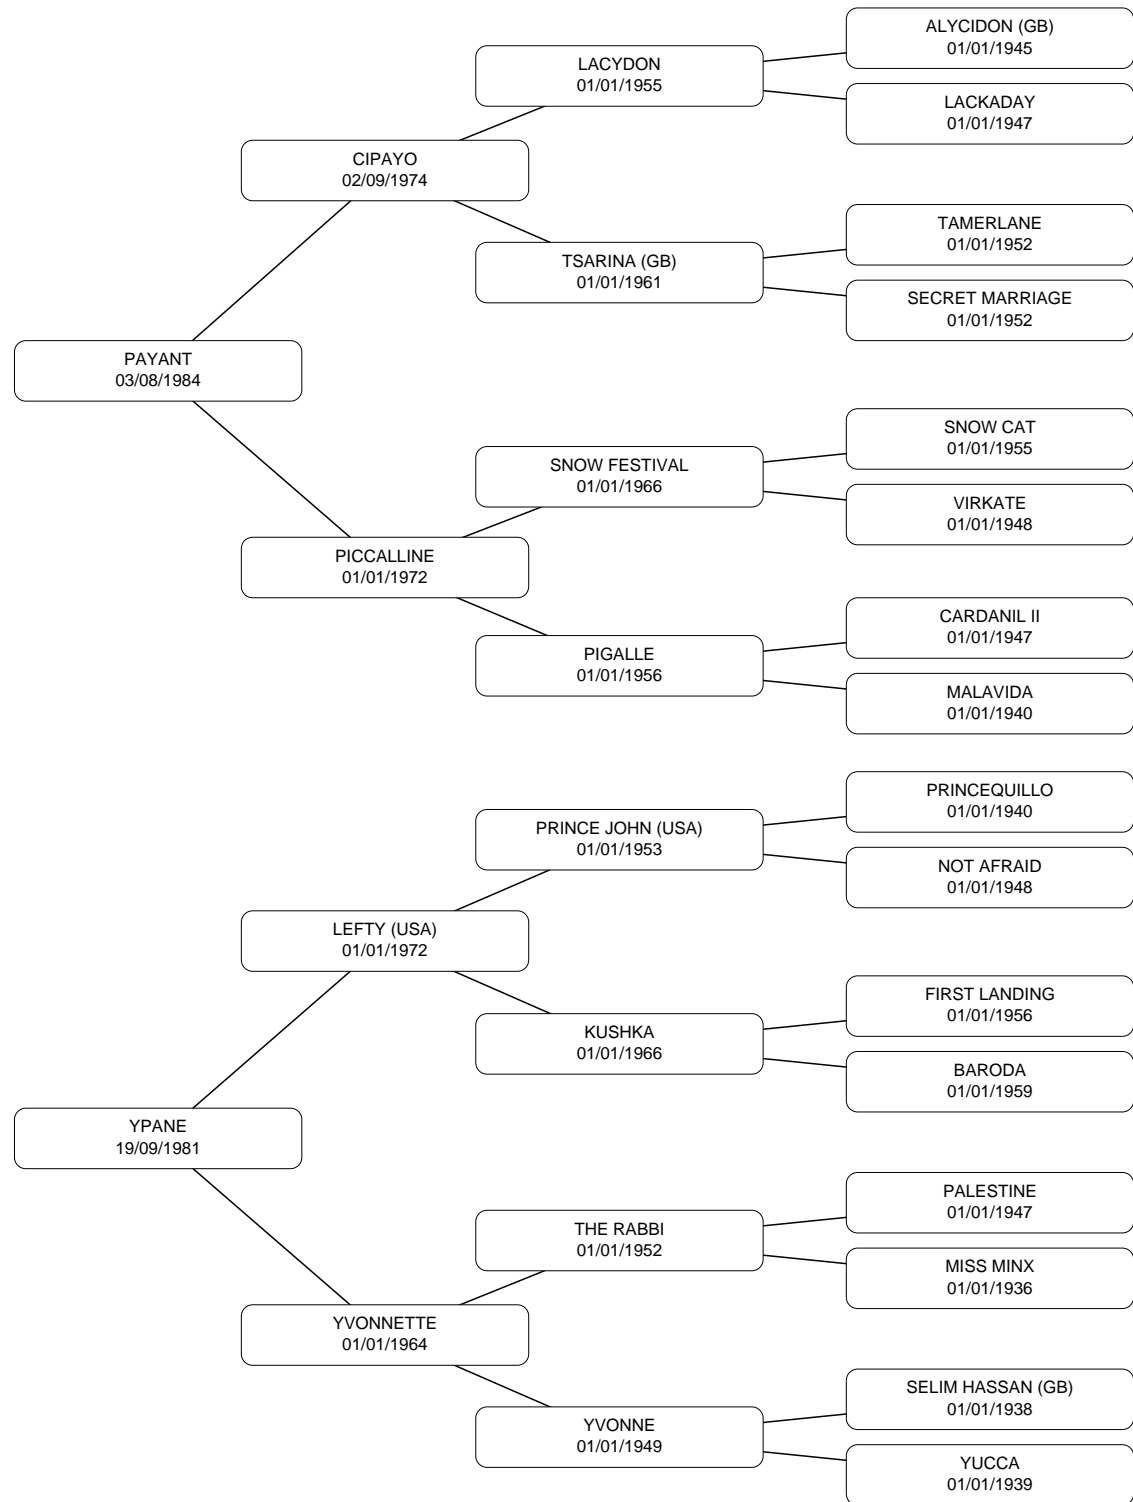 ALYCIDON (GB)
01/01/1945
LACYDON
01/01/1955
LACKADAY
01/01/1947
CIPAYO
02/09/1974
TAMERLANE
01/01/1952
TSARINA (GB)
01/01/1961
SECRET MARRIAGE
01/01/1952
PAYANT
03/08/1984
SNOW CAT
01/01/1955
SNOW FESTIVAL
01/01/1966
VIRKATE
01/01/1948
PICCALLINE
01/01/1972
CARDANIL II
01/01/1947
PIGALLE
01/01/1956
MALAVIDA
01/01/1940
PRINCEQUILLO
01/01/1940
PRINCE JOHN (USA)
01/01/1953
NOT AFRAID
01/01/1948
LEFTY (USA)
01/01/1972
FIRST LANDING
01/01/1956
KUSHKA
01/01/1966
BARODA
01/01/1959
YPANE
19/09/1981
PALESTINE
01/01/1947
THE RABBI
01/01/1952
MISS MINX
01/01/1936
YVONNETTE
01/01/1964
SELIM HASSAN (GB)
01/01/1938
YVONNE
01/01/1949
YUCCA
01/01/1939